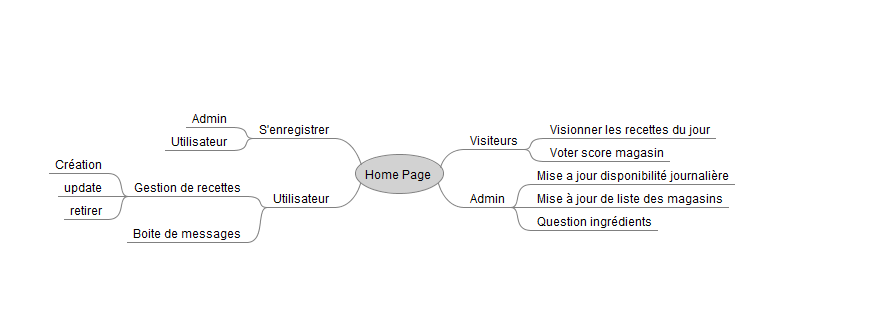 Home Page
S'enregistrer
Admin
Utilisateur
Utilisateur
Gestion de recettes
Création
update
retirer
Boite de messages
Visiteurs
Visionner les recettes du jour
Voter score magasin
Admin
Mise a jour disponibilité journalière
Mise à jour de liste des magasins
Question ingrédients